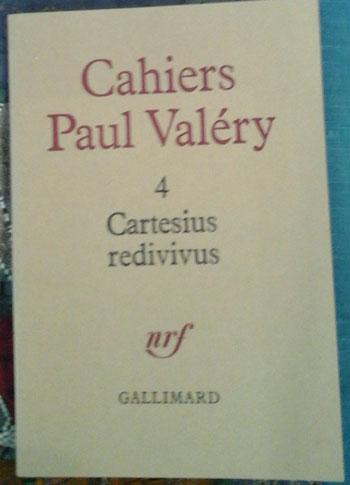 Cahiers
Paul Valéry
4
Cartesius
redivivus
nrf
GALLIMARD